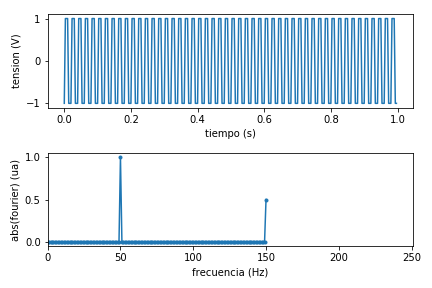 1
0
−1
tension (V)
0.0 0.2 0.4 0.6 0.8 1.0
tiempo (s)
1.0
0.5
0.0
abs(fourier) (ua)
0 50 100 150 200 250
frecuencia (Hz)